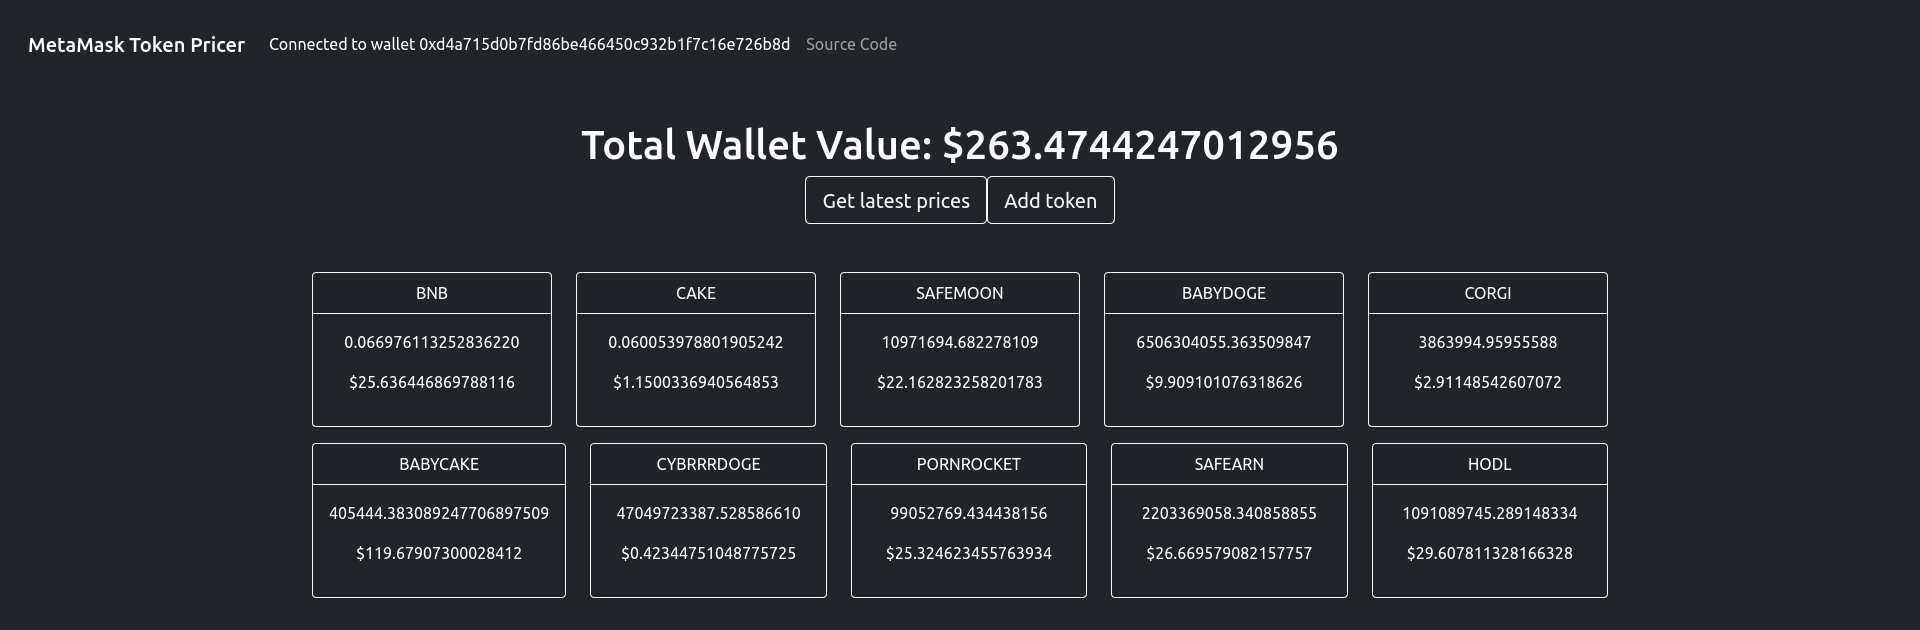 MetaMask Token Pricer Connected to wallet 0xd4a715d0b7fd86be466450c932b1f7c16e726b8d Source Code
Total Wallet Value: $263.4744247012956
Get latest prices Add token
BNB CAKE SAFEMOON BABYDOGE CORGI
0.066976113252836220 0.060053978801905242 10971694.682278109 6506304055.363509847 3863994.95955588
$25.636446869788116 $1.1500336940564853 $22.162823258201783 $9.909101076318626 $2.91148542607072
BABYCAKE CYBRRRDOGE PORNROCKET SAFEARN HODL
405444.383089247706897509 47049723387.528586610 99052769.434438156 2203369058.340858855 1091089745.289148334
$119.67907300028412 $0.42344751048775725 $25.324623455763934 $26.669579082157757 $29.607811328166328